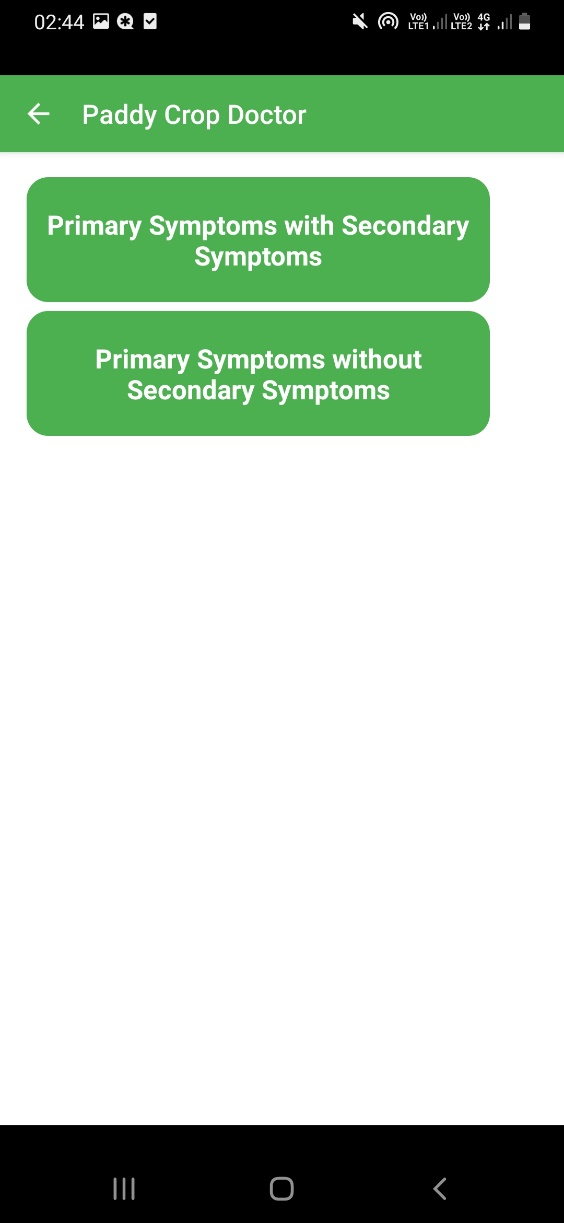 02:44
Vo)) LTE1 Vo)) LTE2 4G
Paddy Crop Doctor
Primary Symptoms with Secondary
Symptoms
Primary Symptoms without
Secondary Symptoms